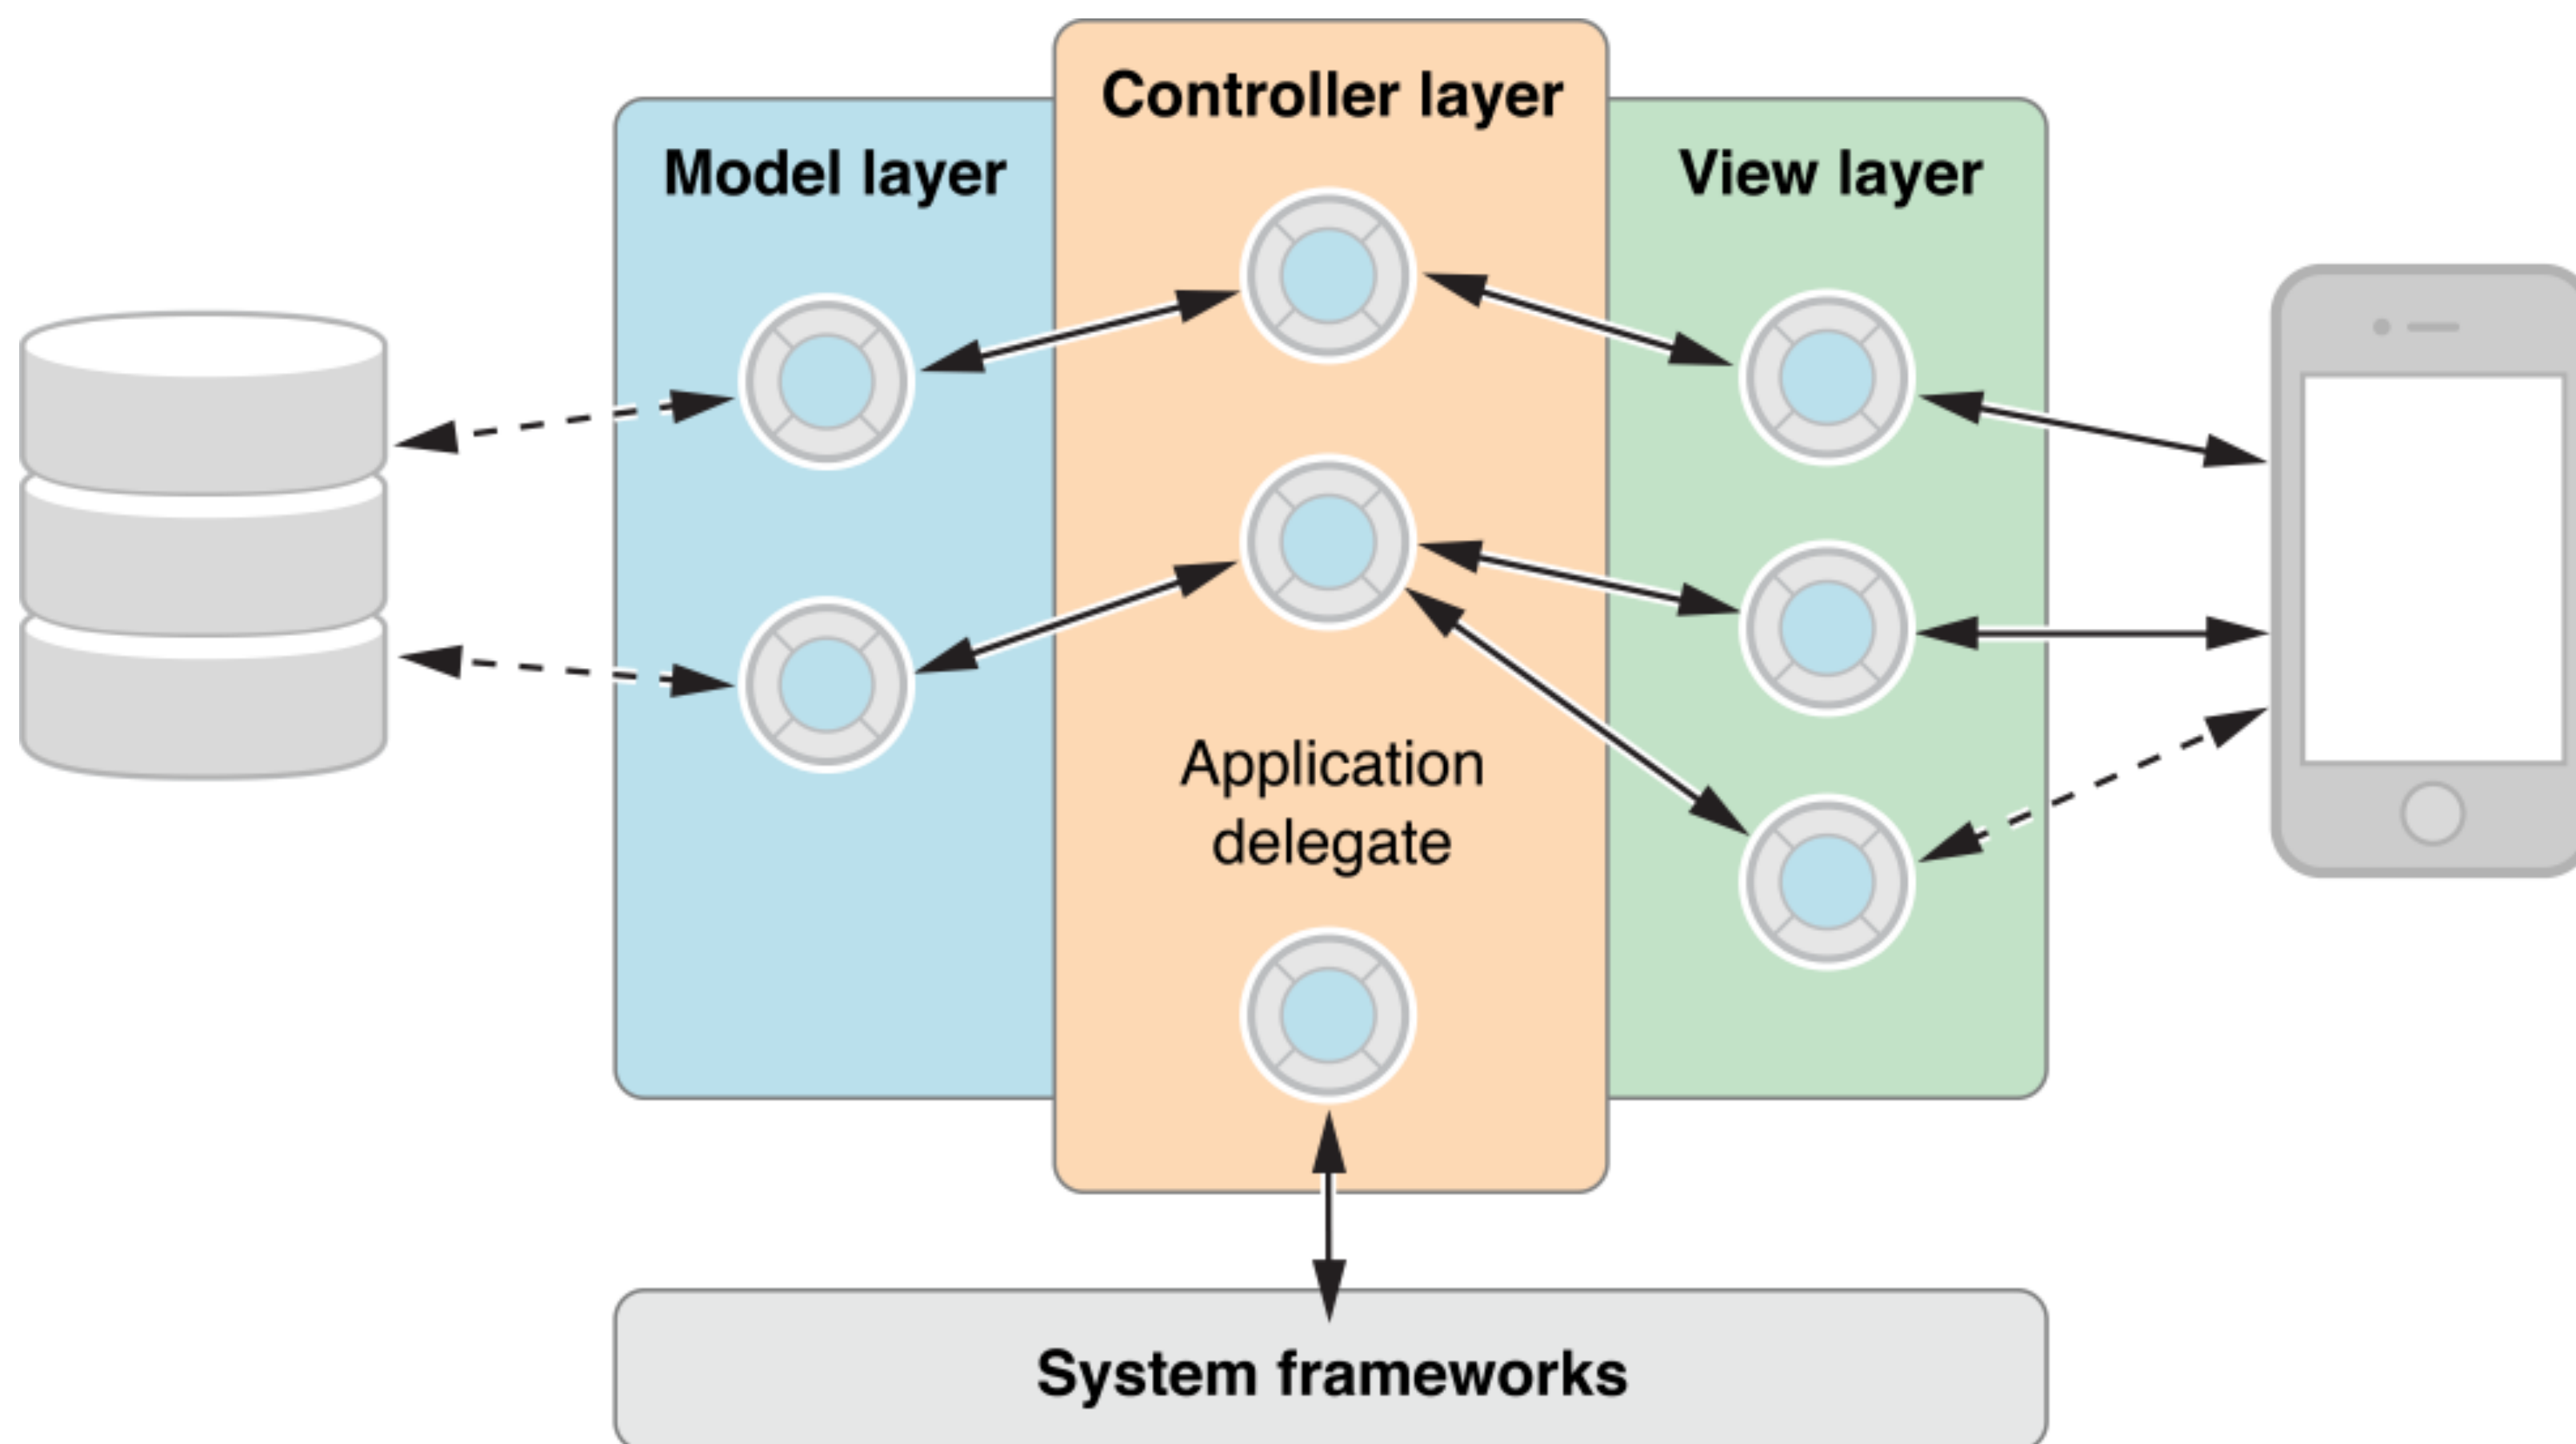 Controller layer
Model layer
View layer
Application
delegate
System frameworks